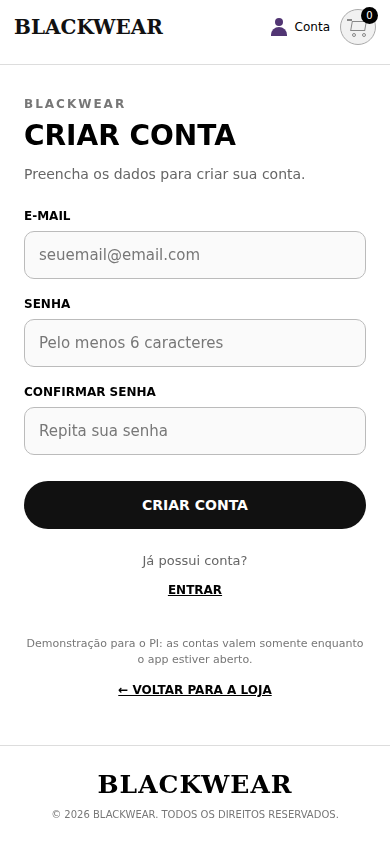 BLACKWEAR
Conta
0
BLACKWEAR
CRIAR CONTA
Preencha os dados para criar sua conta.
E-MAIL
seuemail@email.com
SENHA
Pelo menos 6 caracteres
CONFIRMAR SENHA
Repita sua senha
CRIAR CONTA
Já possui conta?
ENTRAR
Demonstração para o PI: as contas valem somente enquanto
o app estiver aberto.
← VOLTAR PARA A LOJA
BLACKWEAR
© 2026 BLACKWEAR. TODOS OS DIREITOS RESERVADOS.